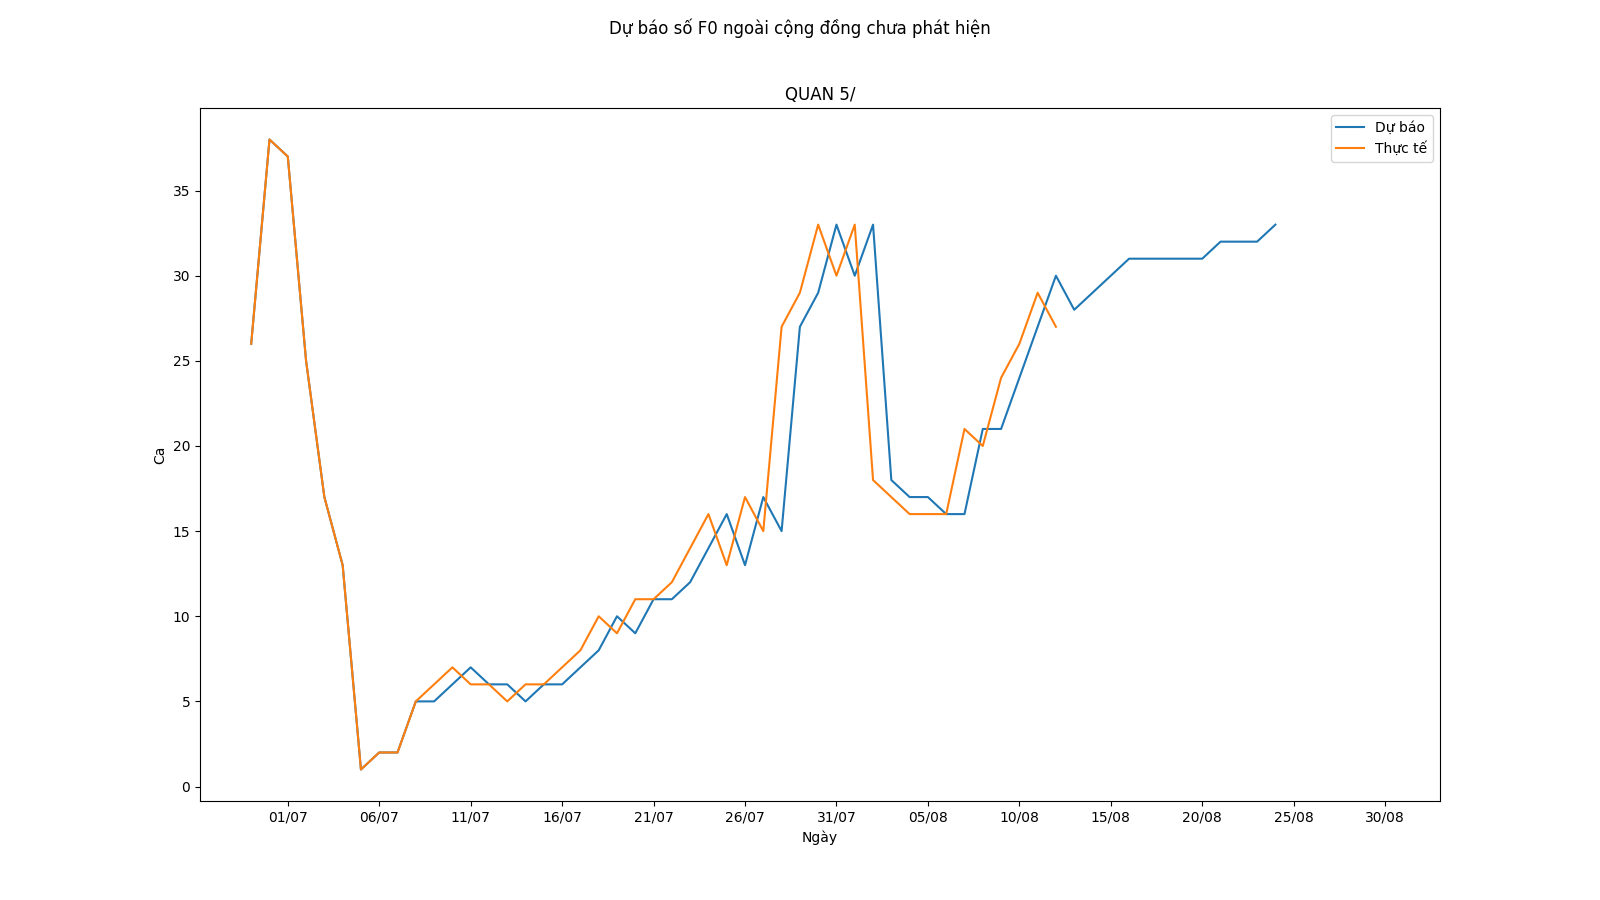 Dự báo số F0 ngoài cộng đồng chưa phát hiện
QUAN 5/
Dự báo
Thực tế
35
30
25
20
15
10
5
0
Ca
01/07 06/07 11/07 16/07 21/07 26/07 31/07 05/08 10/08 15/08 20/08 25/08 30/08
Ngày